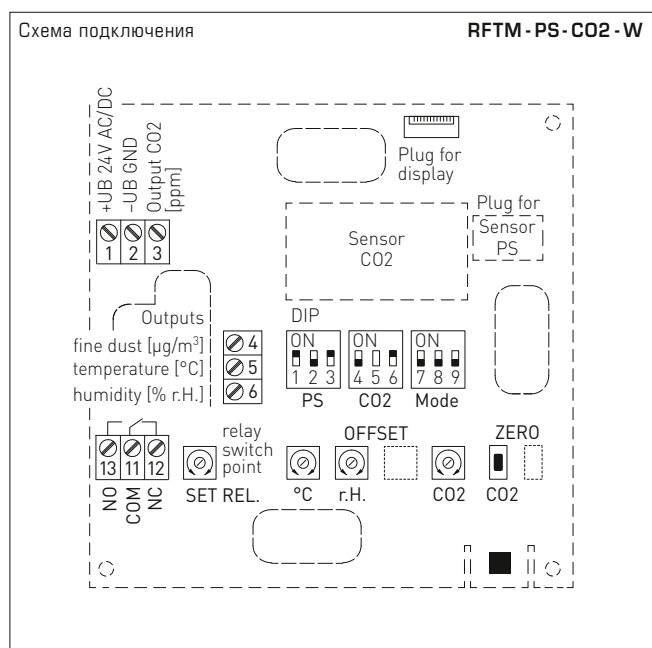 Схема подключения
RFTM-PS-CO2-W
+UB 24V AC/DC
–UB GND
Output CO2
[ppm]
1 2 3
Plug for
display
Sensor
CO2
Plug for
Sensor
PS
Outputs
fine dust [µg/m³]
temperature [°C]
humidity [% r.H.]
4
5
6
DIP
ON ON ON
1 2 3 4 5 6 7 8 9
PS CO2 Mode
13 11 12
NO
COM
NC
relay
switch
point
SET REL.
OFFSET
°C r.H. CO2
ZERO
CO2